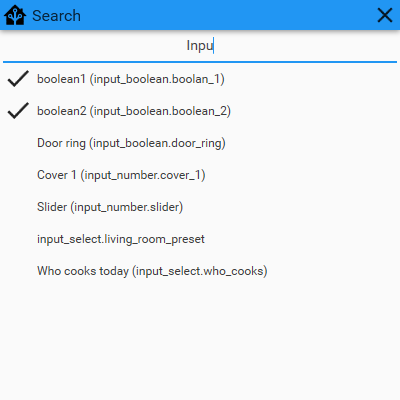 Search
Inpu
boolean1 (input_boolean.boolan_1)
boolean2 (input_boolean.boolean_2)
Door ring (input_boolean.door_ring)
Cover 1 (input_number.cover_1)
Slider (input_number.slider)
input_select.living_room_preset
Who cooks today (input_select.who_cooks)